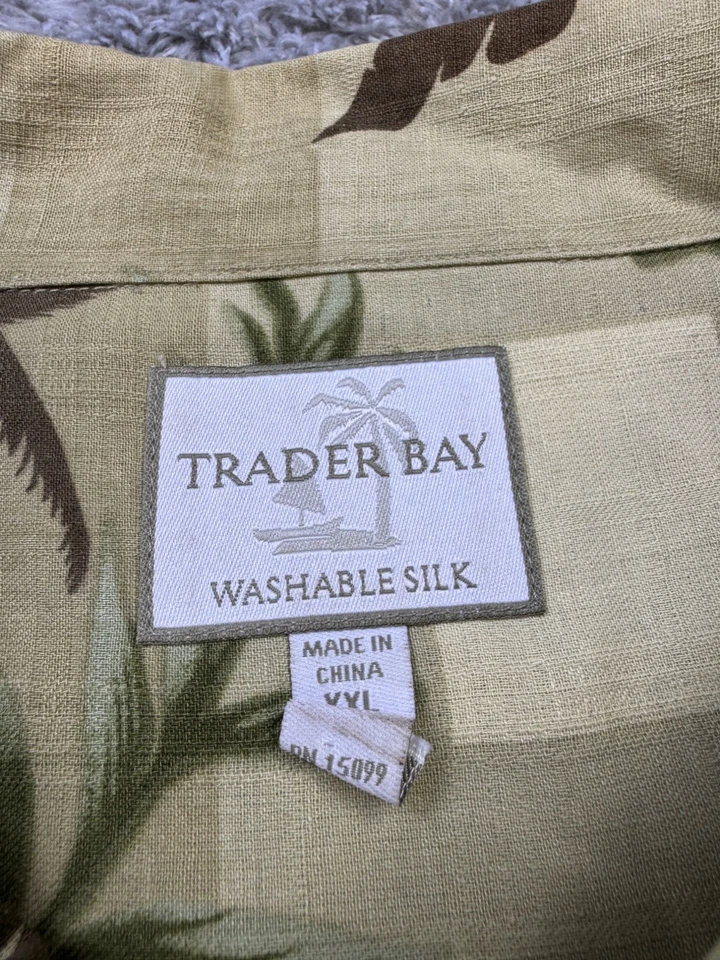 TRADER BAY
WASHABLE SILK
MADE IN
CHINA
XXL
RN 15099